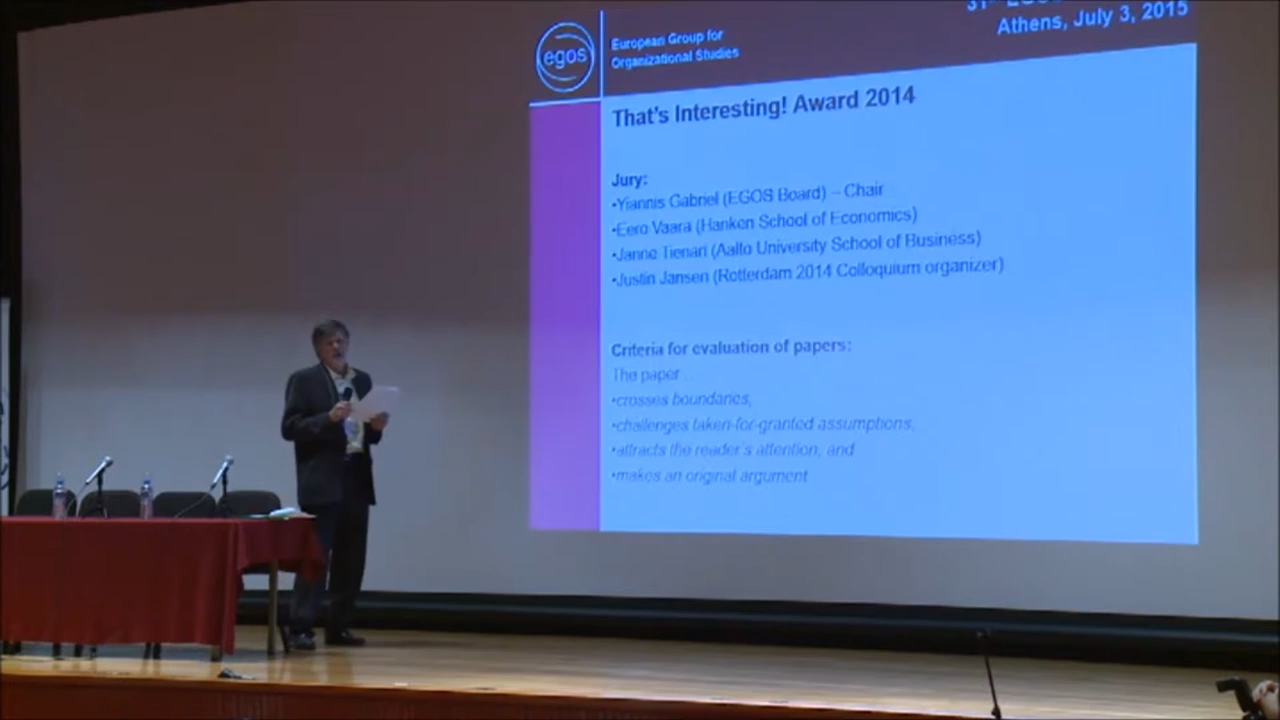 egos
European Group for
Organizational Studies
31st
Athens, July 3, 2015
That's Interesting! Award 2014
Jury:
•Yiannis Gabriel (EGOS Board) – Chair
•Eero Vaara (Hanken School of Economics)
•Janne Tienari (Aalto University School of Business)
•Justin Jansen (Rotterdam 2014 Colloquium organizer)
Criteria for evaluation of papers:
The paper ...
•crosses boundaries,
•challenges taken-for-granted assumptions,
•attracts the reader's attention, and
•makes an original argument